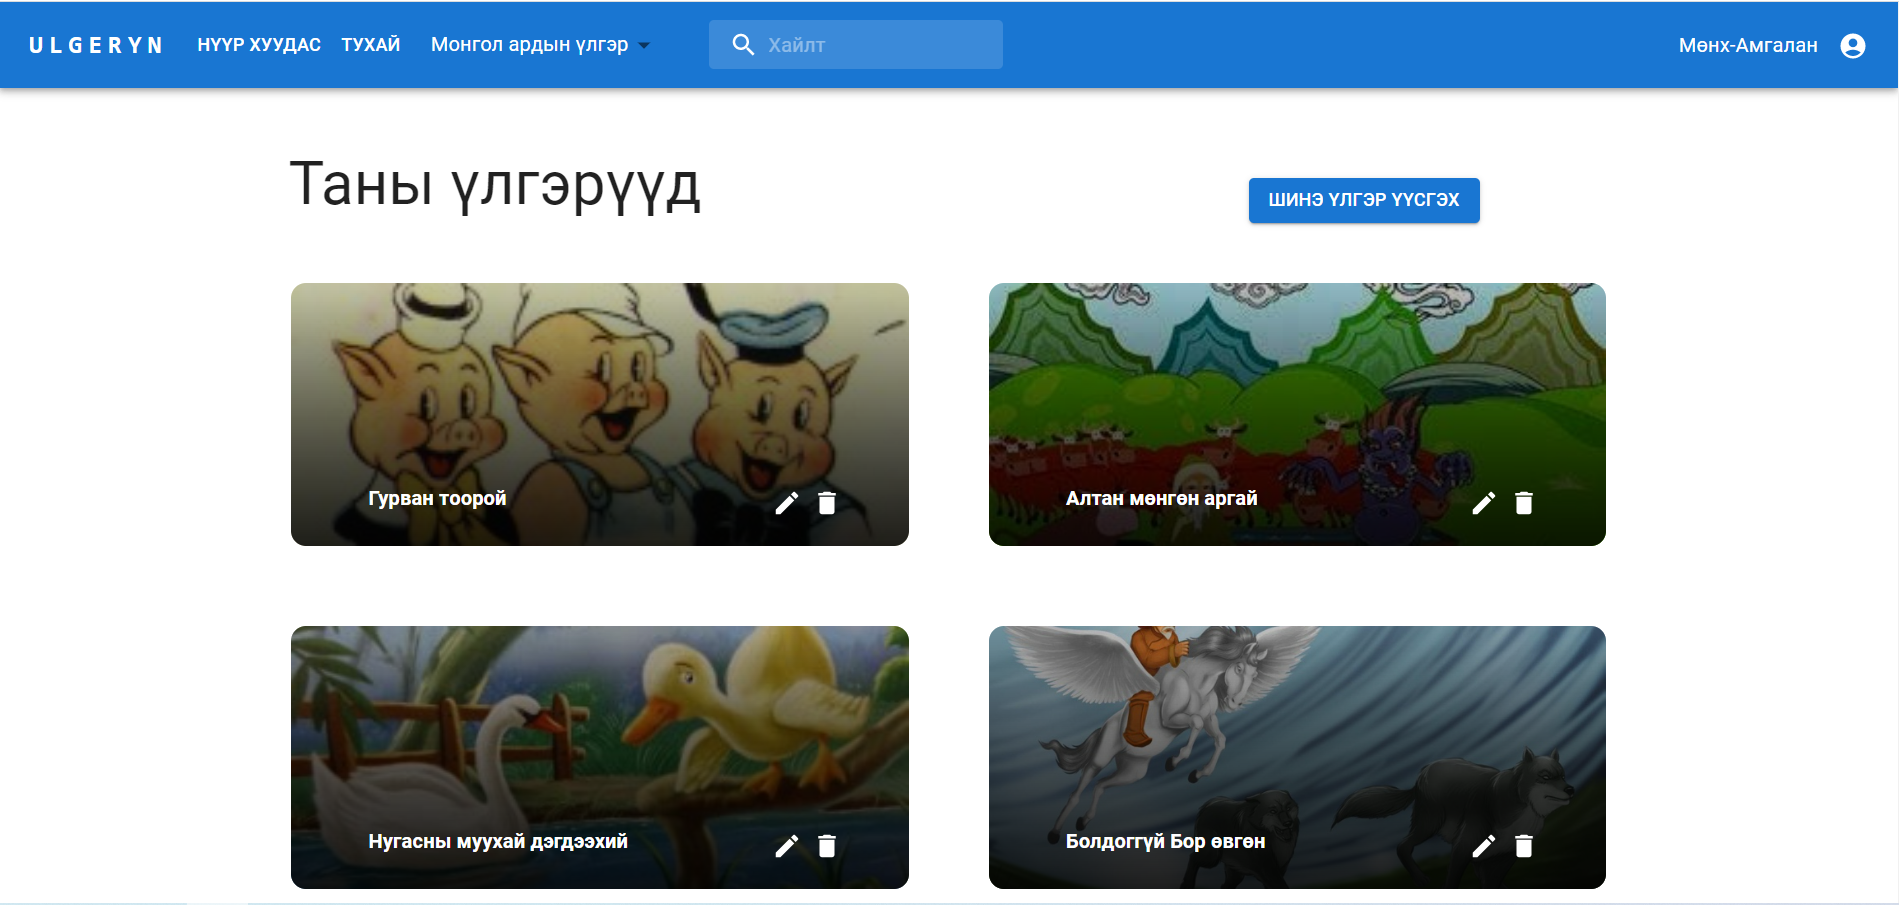 ULGERYN НҮҮР ХУУДАС ТУХАЙ Монгол ардын үлгэр Хайлт Мөнх-Амгалан
Таны үлгэрүүд ШИНЭ ҮЛГЭР ҮҮСГЭХ
Гурван тоорой
Алтан мөнгөн аргай
Нугасны муухай дэгдээхий
Болдоггүй Бор өвгөн